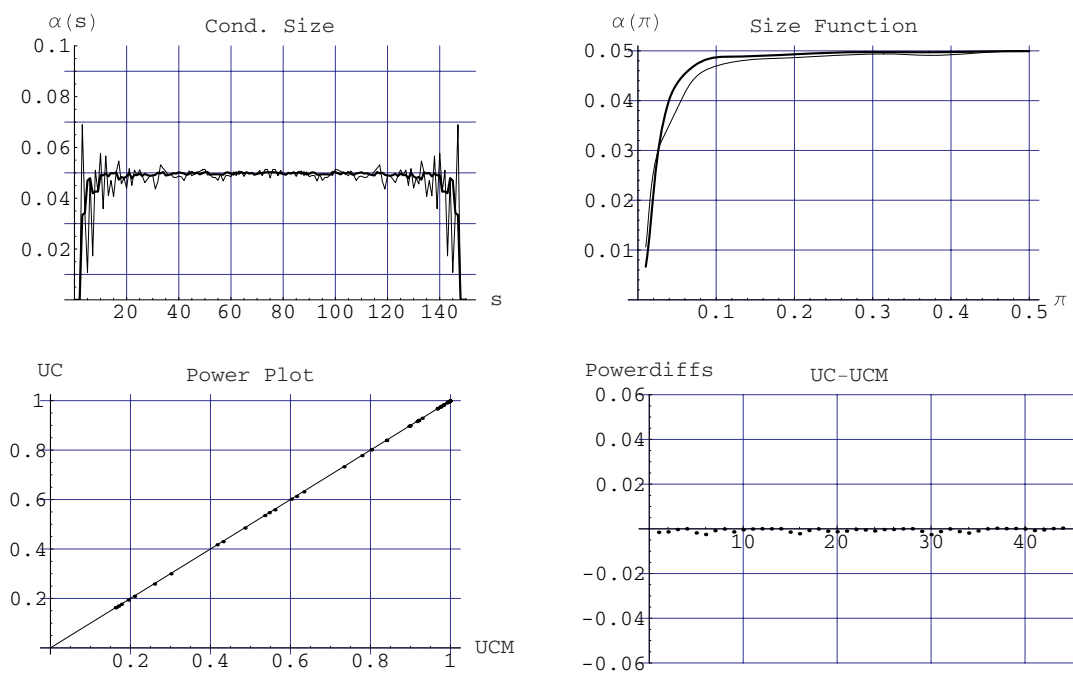 α(s)
Cond. Size
0.1
0.08
0.06
0.04
0.02
20 40 60 80 100 120 140 s
α(π)
Size Function
0.05
0.04
0.03
0.02
0.01
0.1 0.2 0.3 0.4 0.5 π
UC
Power Plot
1
0.8
0.6
0.4
0.2
0.2 0.4 0.6 0.8 1 UCM
Powerdiffs
UC-UCM
0.06
0.04
0.02
10 20 30 40
-0.02
-0.04
-0.06